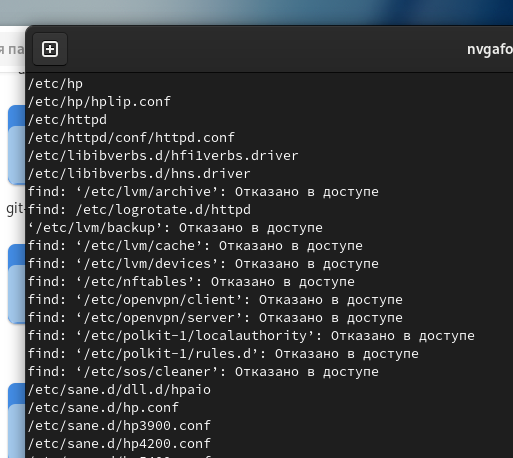 я па
nvgafo
/etc/hp
/etc/hp/hplip.conf
/etc/httpd
/etc/httpd/conf/httpd.conf
/etc/libibverbs.d/hfi1verbs.driver
/etc/libibverbs.d/hns.driver
find: ‘/etc/lvm/archive’: Отказано в доступе
find: /etc/logrotate.d/httpd
‘/etc/lvm/backup’: Отказано в доступе
find: ‘/etc/lvm/cache’: Отказано в доступе
find: ‘/etc/lvm/devices’: Отказано в доступе
find: ‘/etc/nftables’: Отказано в доступе
find: ‘/etc/openvpn/client’: Отказано в доступе
find: ‘/etc/openvpn/server’: Отказано в доступе
find: ‘/etc/polkit-1/localauthority’: Отказано в доступе
find: ‘/etc/polkit-1/rules.d’: Отказано в доступе
find: ‘/etc/sos/cleaner’: Отказано в доступе
/etc/sane.d/dll.d/hpaio
/etc/sane.d/hp.conf
/etc/sane.d/hp3900.conf
/etc/sane.d/hp4200.conf
git-